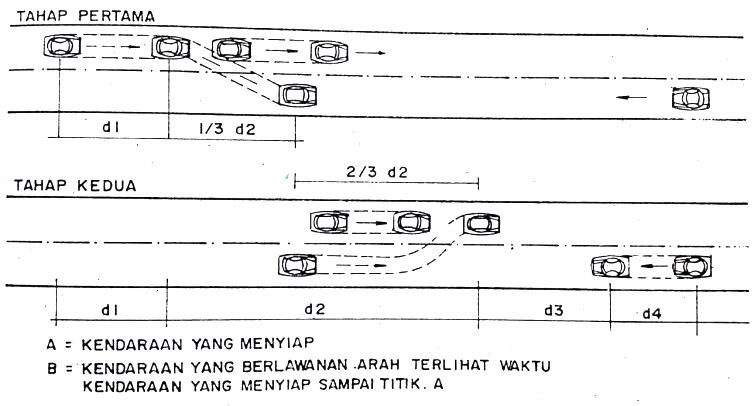 TAHAP PERTAMA
d1
1/3 d2
2/3 d2
TAHAP KEDUA
d1
d2
d3
d4
A = KENDARAAN YANG MENYIAP
B = KENDARAAN YANG BERLAWANAN ARAH TERLIHAT WAKTU
KENDARAAN YANG MENYIAP SAMPAI TITIK. A